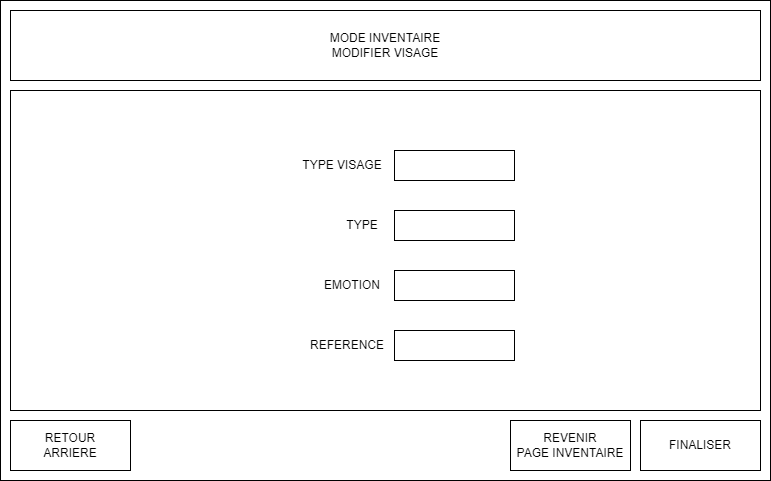 MODE INVENTAIRE
MODIFIER VISAGE
TYPE VISAGE
TYPE
EMOTION
REFERENCE
RETOUR
ARRIERE
REVENIR
PAGE INVENTAIRE
FINALISER